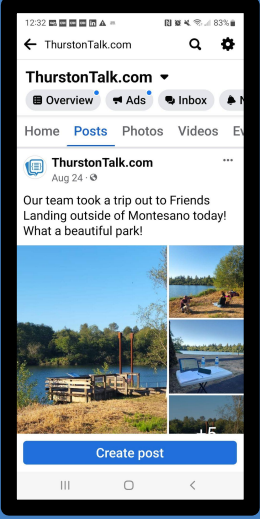 12:32
83%
ThurstonTalk.com
ThurstonTalk.com
Overview
Ads
Inbox
N
Home Posts Photos Videos Ev
ThurstonTalk.com
Aug 24 ·
Our team took a trip out to Friends
Landing outside of Montesano today!
What a beautiful park!
+5
Create post